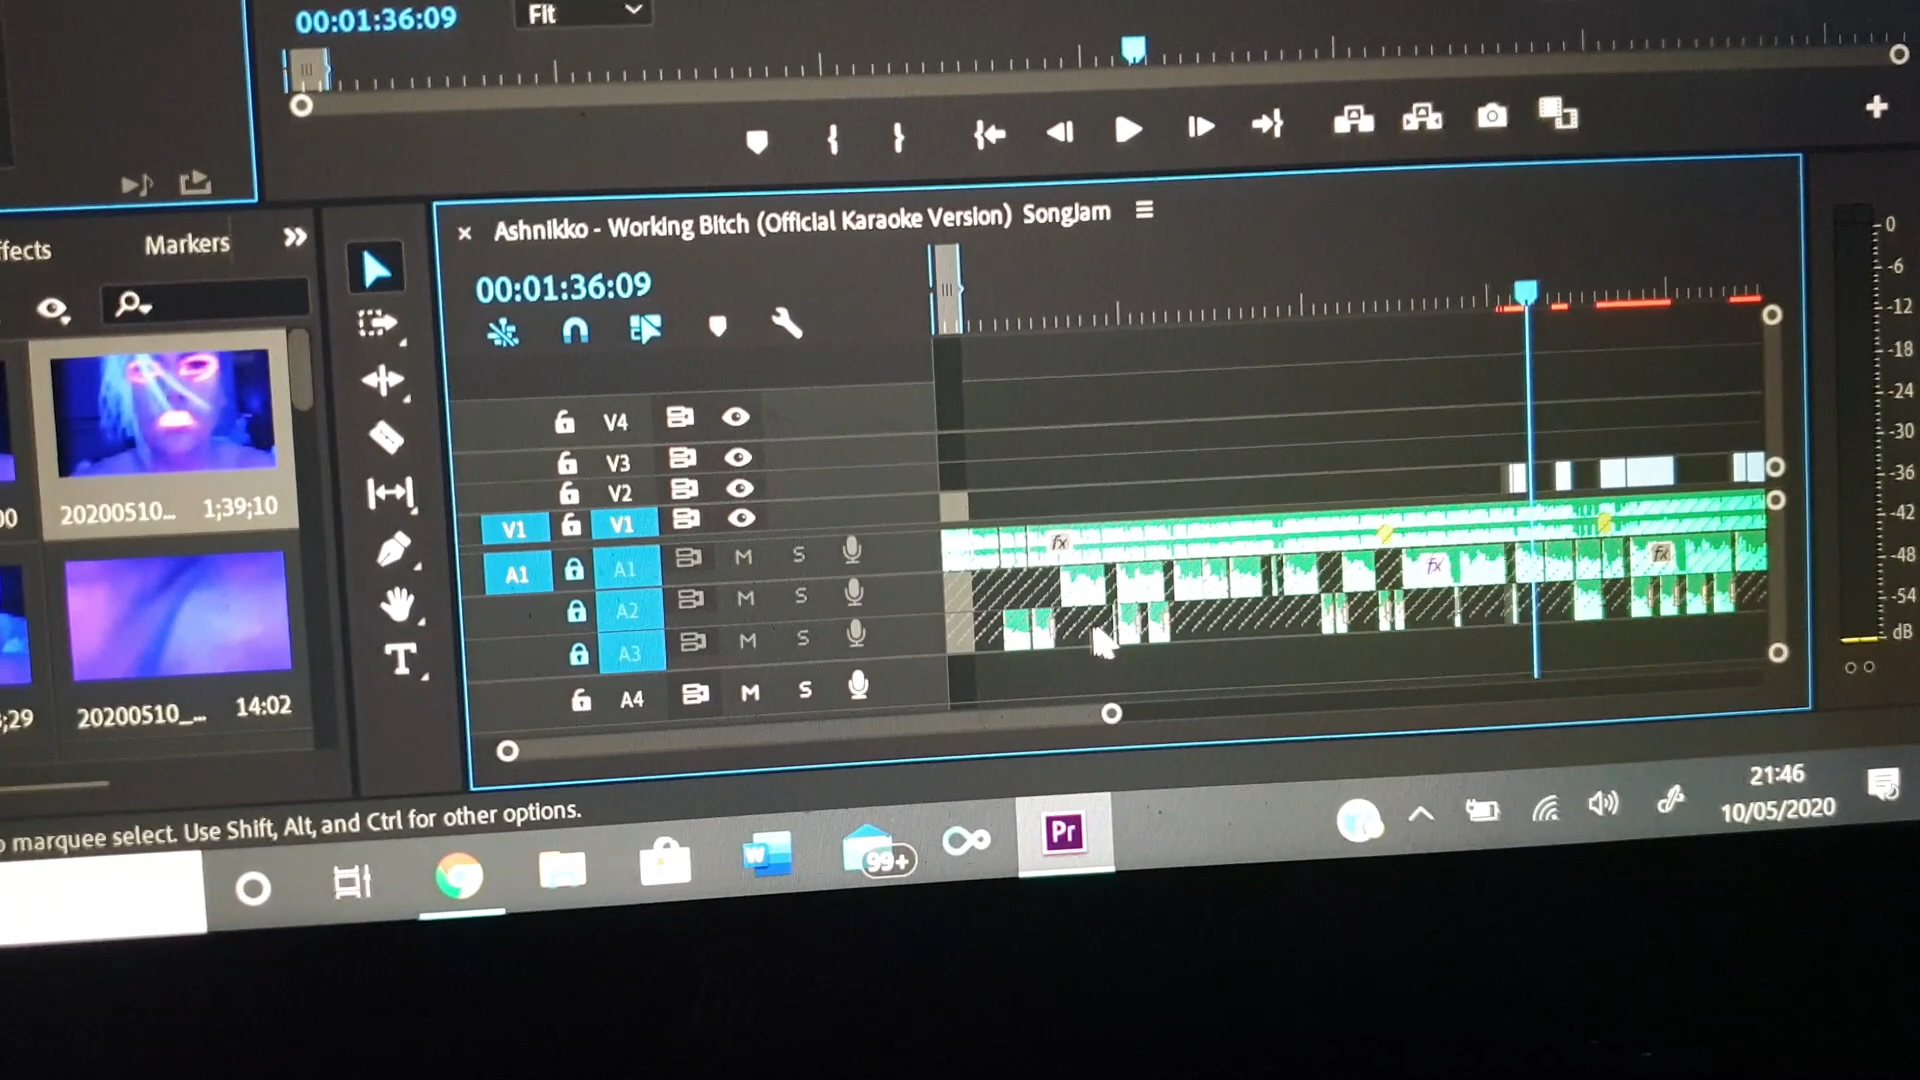 00:01:36:09
Fit
ffects
Markers
Ashnikko - Working Bitch (Official Karaoke Version) SongJam
00:01:36:09
0
-6
-12
-18
-24
-30
-36
-42
-48
-54
dB
V4
V3
V2
V1 V1
A1 A1 M S
A2 M S
A3 M S
A4 M S
fx
fx
fx
00
20200510... 1;39;10
;29
20200510_... 14:02
T
marquee select. Use Shift, Alt, and Ctrl for other options.
W
99+
Pr
21:46
10/05/2020